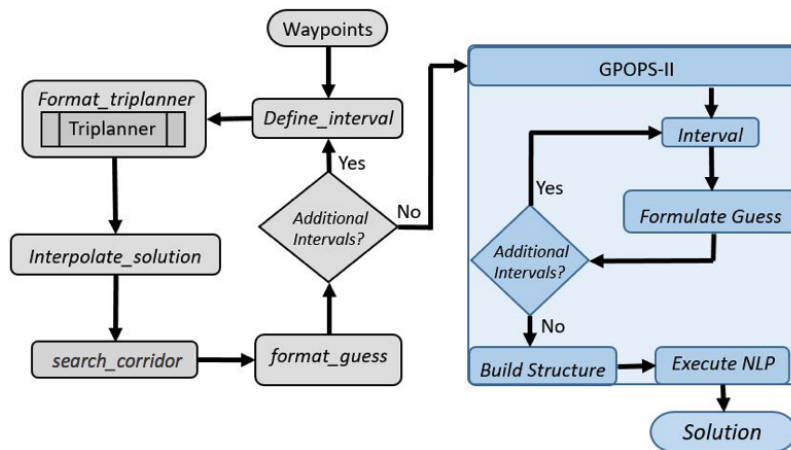 Waypoints
Define_interval
Format_triplanner
Triplanner
Interpolate_solution
search_corridor
format_guess
Additional
Intervals?
Yes
No
GPOPS-II
Interval
Formulate Guess
Additional
Intervals?
Yes
No
Build Structure
Execute NLP
Solution